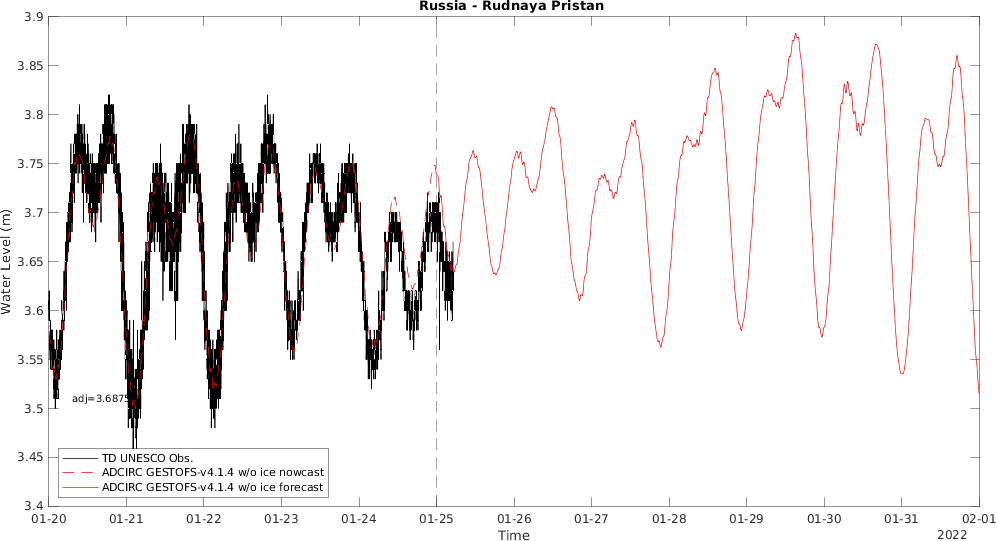 Russia - Rudnaya Pristan
3.9
3.85
3.8
3.75
3.7
3.65
3.6
3.55
3.5
3.45
3.4
Water Level (m)
adj=3.6875
TD UNESCO Obs.
ADCIRC GESTOFS-v4.1.4 w/o ice nowcast
ADCIRC GESTOFS-v4.1.4 w/o ice forecast
01-20 01-21 01-22 01-23 01-24 01-25 01-26 01-27 01-28 01-29 01-30 01-31 02-01
Time
2022